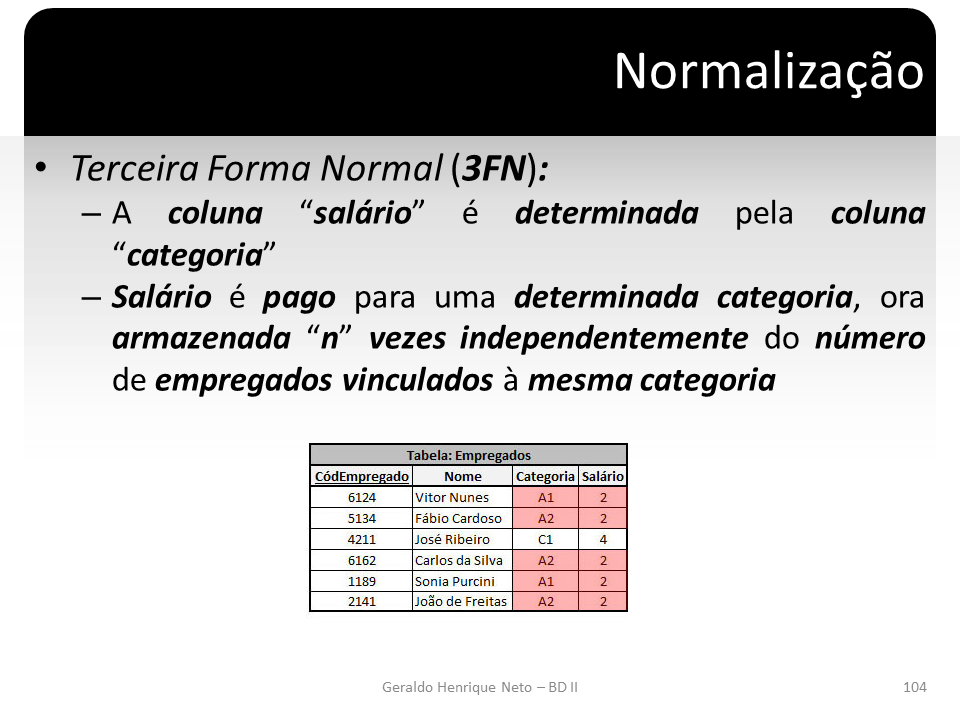 Normalização
• Terceira Forma Normal (3FN):
– A coluna “salário” é determinada pela coluna
“categoria”
– Salário é pago para uma determinada categoria, ora
armazenada “n” vezes independentemente do número
de empregados vinculados à mesma categoria
Tabela: Empregados
CódEmpregado Nome Categoria Salário
6124 Vitor Nunes A1 2
5134 Fábio Cardoso A2 2
4211 José Ribeiro C1 4
6162 Carlos da Silva A2 2
1189 Sonia Purcini A1 2
2141 João de Freitas A2 2
Geraldo Henrique Neto – BD II 104